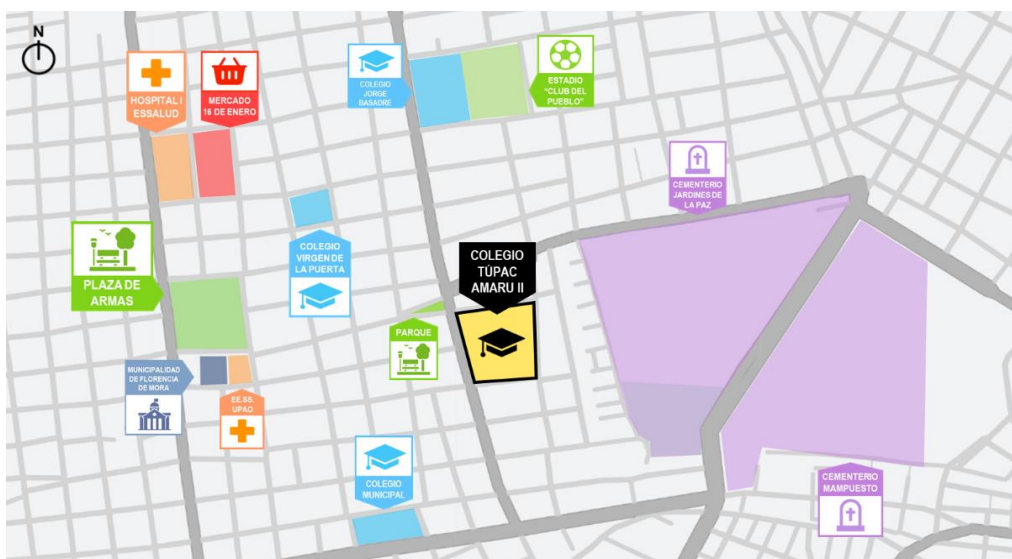 N
HOSPITAL I
ESSALUD
MERCADO
16 DE ENERO
COLEGIO
JORGE
BASADRE
ESTADIO
"CLUB DEL
PUEBLO"
CEMENTERIO
JARDINES DE
LA PAZ
PLAZA DE
ARMAS
COLEGIO
VIRGEN DE
LA PUERTA
COLEGIO
TÚPAC
AMARU II
PARQUE
MUNICIPALIDAD
DE FLORENCIA
DE MORA
EE.SS.
UPAO
COLEGIO
MUNICIPAL
CEMENTERIO
MAMPUESTO